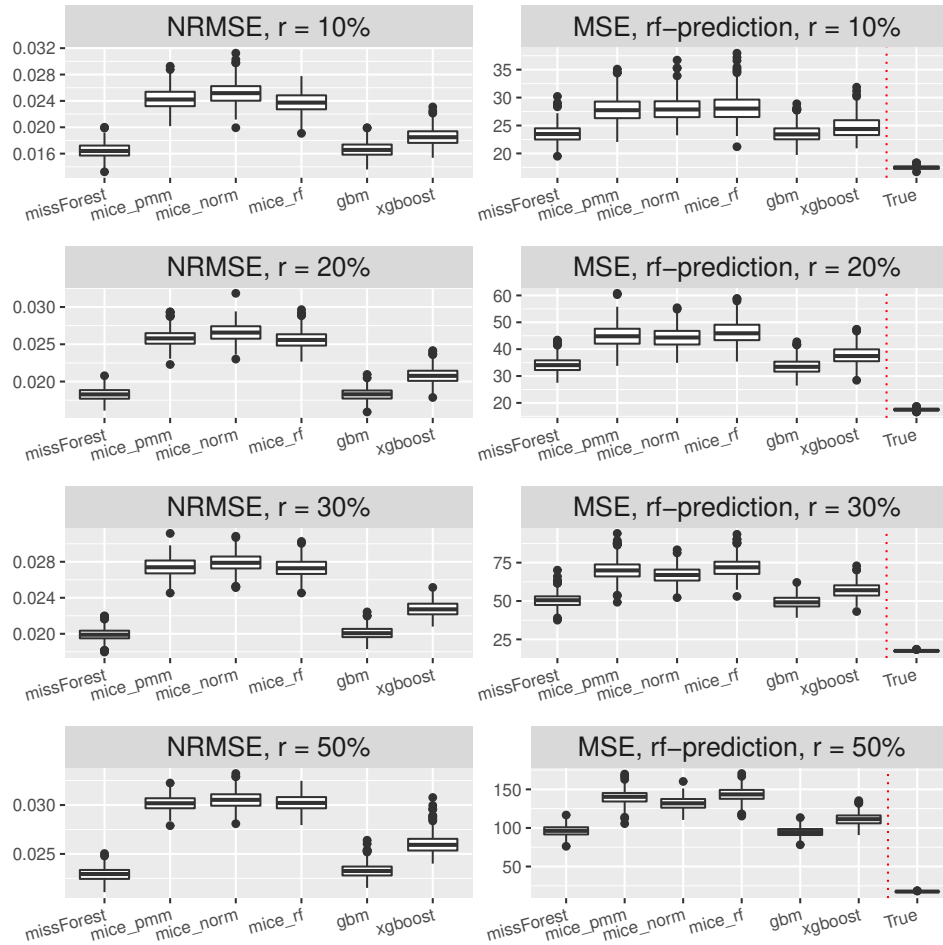 NRMSE, r = 10%
0.032
0.028
0.024
0.020
0.016
missForest mice_pmm mice_norm mice_rf gbm xgboost
MSE, rf−prediction, r = 10%
35
30
25
20
missForest mice_pmm mice_norm mice_rf gbm xgboost True
NRMSE, r = 20%
0.030
0.025
0.020
missForest mice_pmm mice_norm mice_rf gbm xgboost
MSE, rf−prediction, r = 20%
60
50
40
30
20
missForest mice_pmm mice_norm mice_rf gbm xgboost True
NRMSE, r = 30%
0.028
0.024
0.020
missForest mice_pmm mice_norm mice_rf gbm xgboost
MSE, rf−prediction, r = 30%
75
50
25
missForest mice_pmm mice_norm mice_rf gbm xgboost True
NRMSE, r = 50%
0.030
0.025
missForest mice_pmm mice_norm mice_rf gbm xgboost
MSE, rf−prediction, r = 50%
150
100
50
missForest mice_pmm mice_norm mice_rf gbm xgboost True